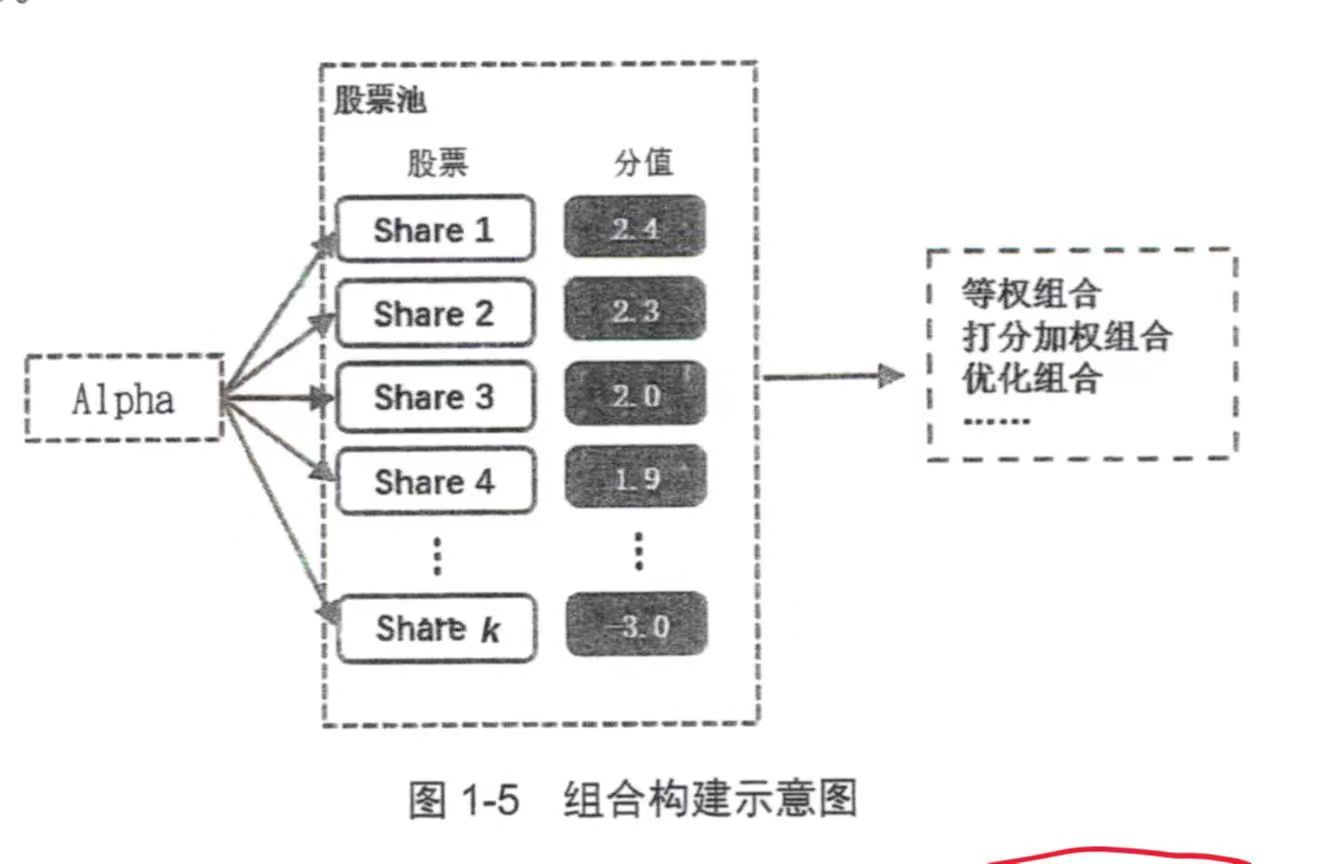 股票池
股票 分值
Share 1 2.4
Share 2 2.3
Alpha Share 3 2.0
Share 4 1.9
⋮ ⋮
Share k -3.0
等权组合
打分加权组合
优化组合
......
图 1-5 组合构建示意图